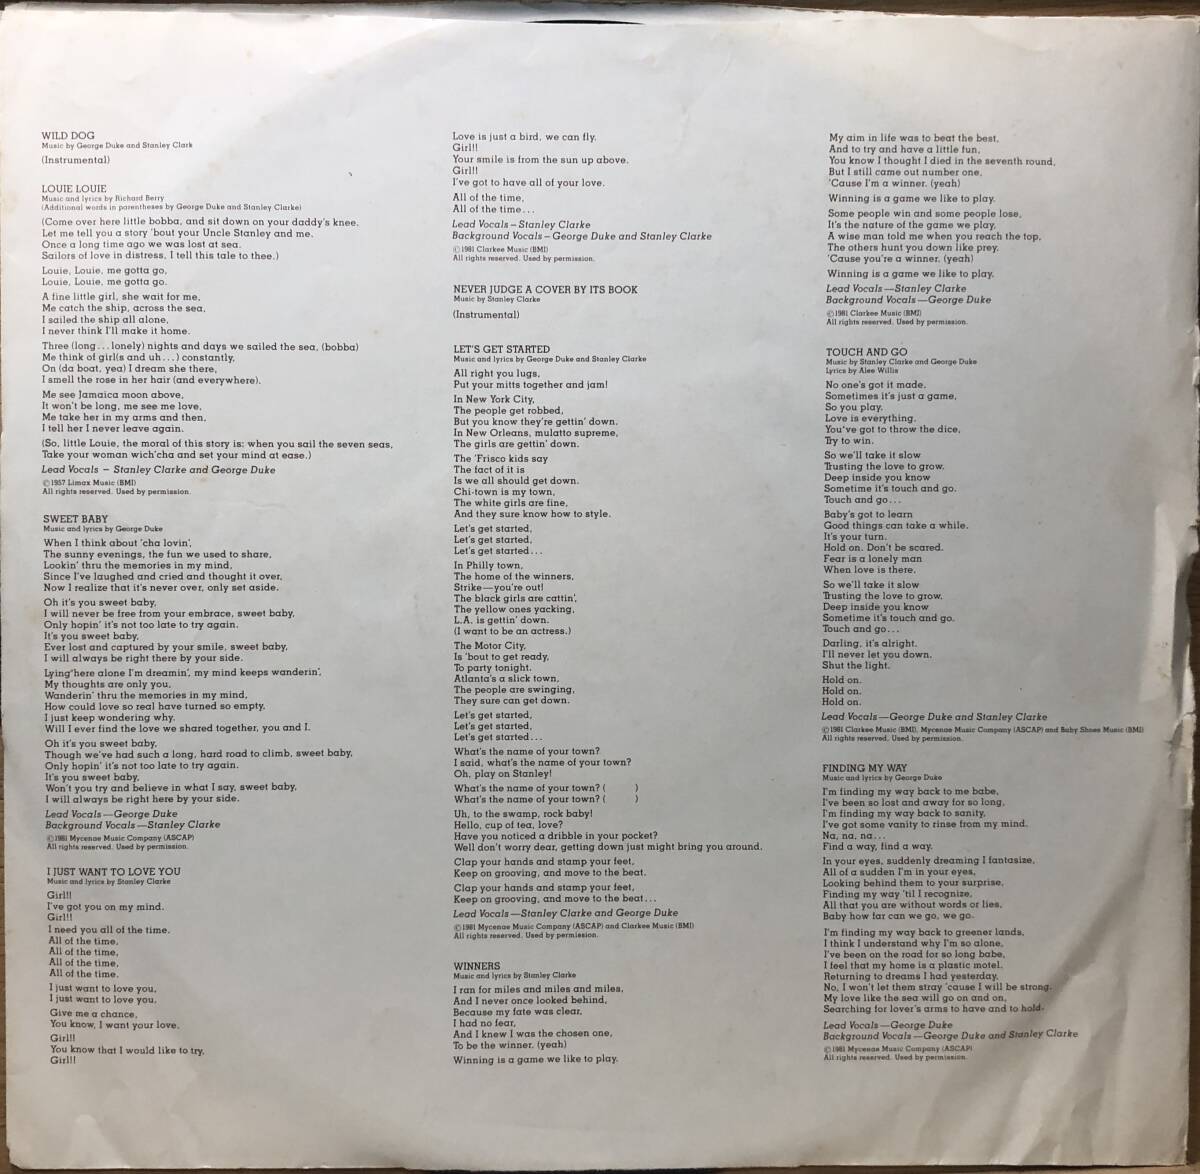 WILD DOG
Music by George Duke and Stanley Clark
(Instrumental)
LOUIE LOUIE
Music and lyrics by Richard Berry
(Additional words in parentheses by George Duke and Stanley Clarke)
(Come over here little bobba, and sit down on your daddy's knee.
Let me tell you a story 'bout your Uncle Stanley and me.
Once a long time ago we was lost at sea.
Sailors of love in distress, I tell this tale to thee.)
Louie, Louie, me gotta go,
Louie, Louie, me gotta go.
A fine little girl, she wait for me,
Me catch the ship, across the sea,
I sailed the ship all alone,
I never think I'll make it home.
Three (long...lonely) nights and days we sailed the sea, (bobba)
Me think of girl(s and uh...) constantly,
On (da boat, yea) I dream she there,
I smell the rose in her hair (and everywhere).
Me see Jamaica moon above,
It won't be long, me see me love,
Me take her in my arms and then,
I tell her I never leave again.
(So, little Louie, the moral of this story is: when you sail the seven seas,
Take your woman wich'cha and set your mind at ease.)
Lead Vocals – Stanley Clarke and George Duke
©1957 Limax Music (BMI)
All rights reserved. Used by permission.
SWEET BABY
Music and lyrics by George Duke
When I think about 'cha lovin',
The sunny evenings, the fun we used to share,
Lookin' thru the memories in my mind,
Since I've laughed and cried and thought it over,
Now I realize that it's never over, only set aside.
Oh it's you sweet baby,
I will never be free from your embrace, sweet baby,
Only hopin' it's not too late to try again.
It's you sweet baby,
Ever lost and captured by your smile, sweet baby,
I will always be right there by your side.
Lying here alone I'm dreamin', my mind keeps wanderin',
My thoughts are only you,
Wanderin' thru the memories in my mind,
How could love so real have turned so empty,
I just keep wondering why.
Will I ever find the love we shared together, you and I.
Oh it's you sweet baby,
Though we've had such a long, hard road to climb, sweet baby,
Only hopin' it's not too late to try again.
It's you sweet baby,
Won't you try and believe in what I say, sweet baby,
I will always be right here by your side.
Lead Vocals—George Duke
Background Vocals—Stanley Clarke
©1981 Mycenae Music Company (ASCAP)
All rights reserved. Used by permission.
I JUST WANT TO LOVE YOU
Music and lyrics by Stanley Clarke
Girl!!
I've got you on my mind.
Girl!!
I need you all of the time.
All of the time,
All of the time,
All of the time,
All of the time.
I just want to love you,
I just want to love you.
Give me a chance,
You know, I want your love.
Girl!!
You know that I would like to try,
Girl!!
Love is just a bird, we can fly.
Girl!!
Your smile is from the sun up above.
Girl!!
I've got to have all of your love.
All of the time,
All of the time...
Lead Vocals—Stanley Clarke
Background Vocals—George Duke and Stanley Clarke
©1981 Clarkee Music (BMI)
All rights reserved. Used by permission.
NEVER JUDGE A COVER BY ITS BOOK
Music by Stanley Clarke
(Instrumental)
LET'S GET STARTED
Music and lyrics by George Duke and Stanley Clarke
All right you lugs,
Put your mitts together and jam!
In New York City,
The people get robbed,
But you know they're gettin' down.
In New Orleans, mulatto supreme,
The girls are gettin' down.
The 'Frisco kids say
The fact of it is
Is we all should get down.
Chi-town is my town,
The white girls are fine,
And they sure know how to style.
Let's get started,
Let's get started,
Let's get started...
In Philly town,
The home of the winners,
Strike—you're out!
The black girls are cattin',
The yellow ones yacking,
L.A. is gettin' down.
(I want to be an actress.)
The Motor City,
Is 'bout to get ready,
To party tonight.
Atlanta's a slick town,
The people are swinging,
They sure can get down.
Let's get started,
Let's get started,
Let's get started...
What's the name of your town?
I said, what's the name of your town?
Oh, play on Stanley!
What's the name of your town? ( )
What's the name of your town? ( )
Uh, to the swamp, rock baby!
Hello, cup of tea, love?
Have you noticed a dribble in your pocket?
Well don't worry dear, getting down just might bring you around.
Clap your hands and stamp your feet,
Keep on grooving, and move to the beat.
Clap your hands and stamp your feet,
Keep on grooving, and move to the beat...
Lead Vocals—Stanley Clarke and George Duke
©1981 Mycenae Music Company (ASCAP) and Clarkee Music (BMI)
All rights reserved. Used by permission.
WINNERS
Music and lyrics by Stanley Clarke
I ran for miles and miles and miles,
And I never once looked behind,
Because my fate was clear,
I had no fear,
And I knew I was the chosen one,
To be the winner. (yeah)
Winning is a game we like to play.
My aim in life was to beat the best,
And to try and have a little fun,
You know I thought I died in the seventh round,
But I still came out number one,
'Cause I'm a winner. (yeah)
Winning is a game we like to play.
Some people win and some people lose,
It's the nature of the game we play,
A wise man told me when you reach the top,
The others hunt you down like prey.
'Cause you're a winner. (yeah)
Winning is a game we like to play.
Lead Vocals—Stanley Clarke
Background Vocals—George Duke
©1981 Clarkee Music (BMI)
All rights reserved. Used by permission.
TOUCH AND GO
Music by Stanley Clarke and George Duke
Lyrics by Alee Willis
No one's got it made,
Sometimes it's just a game,
So you play.
Love is everything.
You've got to throw the dice,
Try to win.
So we'll take it slow
Trusting the love to grow.
Deep inside you know
Sometime it's touch and go.
Touch and go...
Baby's got to learn
Good things can take a while.
It's your turn.
Hold on. Don't be scared.
Fear is a lonely man
When love is there.
So we'll take it slow
Trusting the love to grow.
Deep inside you know
Sometime it's touch and go.
Touch and go...
Darling, it's alright.
I'll never let you down.
Shut the light.
Hold on.
Hold on.
Hold on.
Lead Vocals—George Duke and Stanley Clarke
©1981 Clarkee Music (BMI), Mycenae Music Company (ASCAP) and Baby Shoes Music (BMI)
All rights reserved. Used by permission.
FINDING MY WAY
Music and lyrics by George Duke
I'm finding my way back to me babe,
I've been so lost and away for so long,
I'm finding my way back to sanity,
I've got some vanity to rinse from my mind.
Na, na, na...
Find a way, find a way.
In your eyes, suddenly dreaming I fantasize,
All of a sudden I'm in your eyes,
Looking behind them to your surprise,
Finding my way 'til I recognize,
All that you are without words or lies,
Baby how far can we go, we go.
I'm finding my way back to greener lands,
I think I understand why I'm so alone,
I've been on the road for so long babe,
I feel that my home is a plastic motel.
Returning to dreams I had yesterday,
No, I won't let them stray 'cause I will be strong.
My love like the sea will go on and on,
Searching for lover's arms to have and to hold.
Lead Vocals—George Duke
Background Vocals—George Duke and Stanley Clarke
©1981 Mycenae Music Company (ASCAP)
All rights reserved. Used by permission.